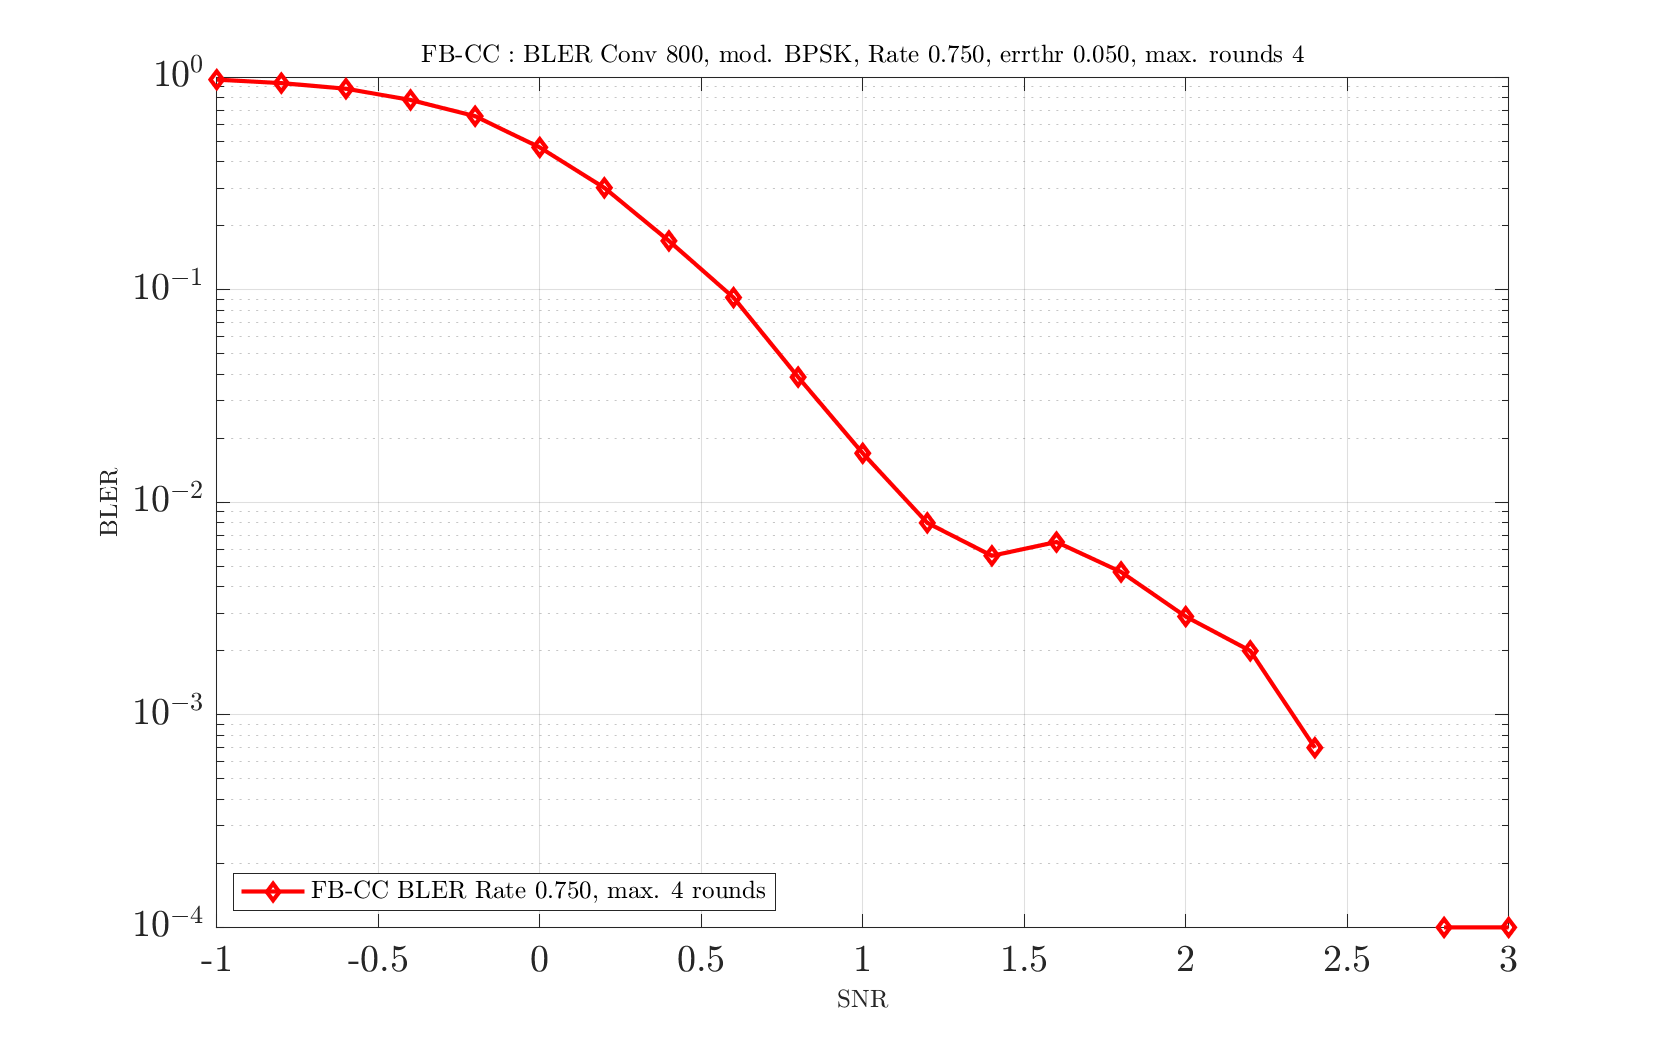 FB-CC : BLER Conv 800, mod. BPSK, Rate 0.750, errthr 0.050, max. rounds 4
10^0
10^-1
10^-2
10^-3
10^-4
BLER
FB-CC BLER Rate 0.750, max. 4 rounds
-1 -0.5 0 0.5 1 1.5 2 2.5 3
SNR